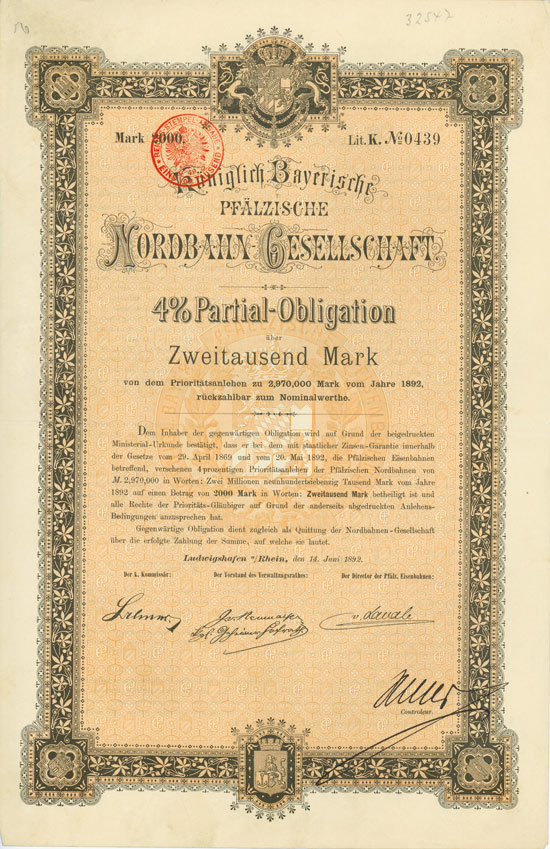 32542
Mark 2000.
Lit. K. № 0439
Königlich Bayerische
PFÄLZISCHE
NORDBAHN-GESELLSCHAFT
4% Partial-Obligation
über
Zweitausend Mark
von dem Prioritätsanlehen zu 2,970,000 Mark vom Jahre 1892,
rückzahlbar zum Nominalwerthe.
Dem Inhaber der gegenwärtigen Obligation wird auf Grund der beigedruckten
Ministerial-Urkunde bestätigt, dass er bei dem mit staatlicher Zinsen-Garantie innerhalb
der Gesetze vom 29. April 1869 und vom 20. Mai 1892, die Pfälzischen Eisenbahnen
betreffend, versehenen 4 prozentigen Prioritätsanlehen der Pfälzischen Nordbahnen von
M. 2,970,000 in Worten: Zwei Millionen neunhundertsiebenzig Tausend Mark vom Jahre
1892 auf einen Betrag von 2000 Mark in Worten: Zweitausend Mark betheiligt ist und
alle Rechte der Prioritäts-Gläubiger auf Grund der anderseits abgedruckten Anlehens-
Bedingungen anzusprechen hat.
Gegenwärtige Obligation dient zugleich als Quittung der Nordbahnen-Gesellschaft
über die erfolgte Zahlung der Summe, auf welche sie lautet.
Ludwigshafen a/Rhein, den 14. Juni 1892.
Der k. Kommissär:
Der Vorstand des Verwaltungsrathes:
Der Director der Pfälz. Eisenbahnen:
v. Lavale
Controleur.